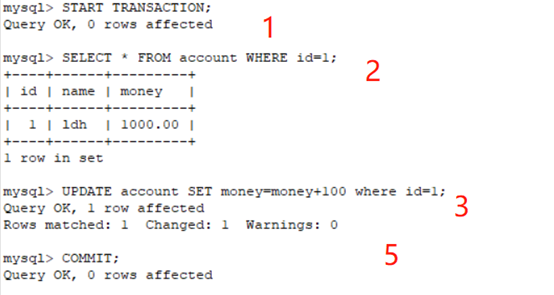 mysql> START TRANSACTION;
Query OK, 0 rows affected
1
mysql> SELECT * FROM account WHERE id=1;
2
+----+------+---------+
| id | name | money   |
+----+------+---------+
|  1 | ldh  | 1000.00 |
+----+------+---------+
1 row in set
mysql> UPDATE account SET money=money+100 where id=1;
Query OK, 1 row affected
3
Rows matched: 1  Changed: 1  Warnings: 0
5
mysql> COMMIT;
Query OK, 0 rows affected